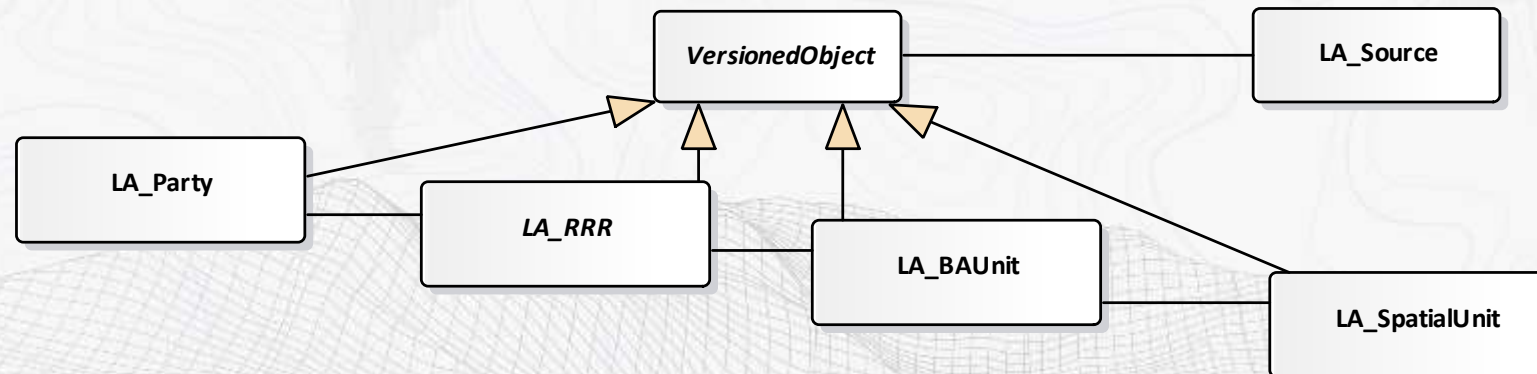 VersionedObject
LA_Source
LA_Party
LA_RRR
LA_BAUnit
LA_SpatialUnit